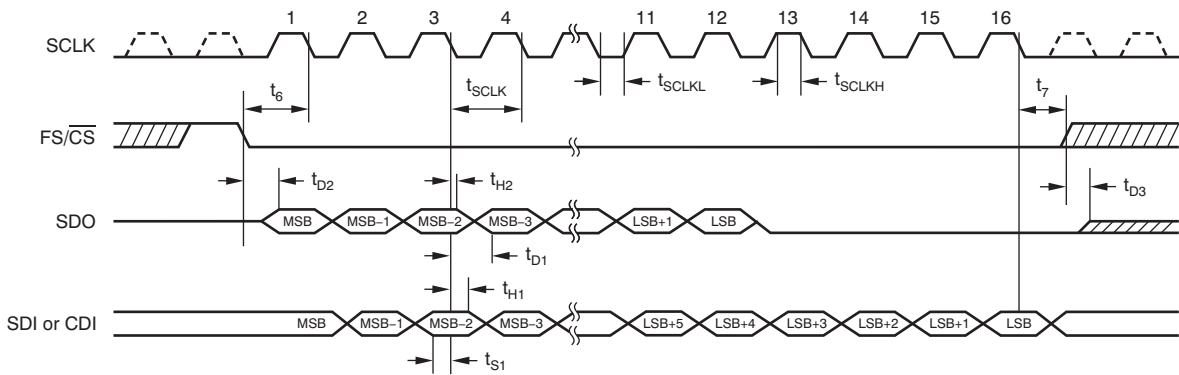 1 2 3 4 11 12 13 14 15 16
SCLK
t6 tSCLK tSCLKL tSCLKH t7
FS/CS
tD2 tH2 tD3
SDO MSB MSB–1 MSB–2 MSB–3 LSB+1 LSB
tD1
tH1
SDI or CDI MSB MSB–1 MSB–2 MSB–3 LSB+5 LSB+4 LSB+3 LSB+2 LSB+1 LSB
tS1